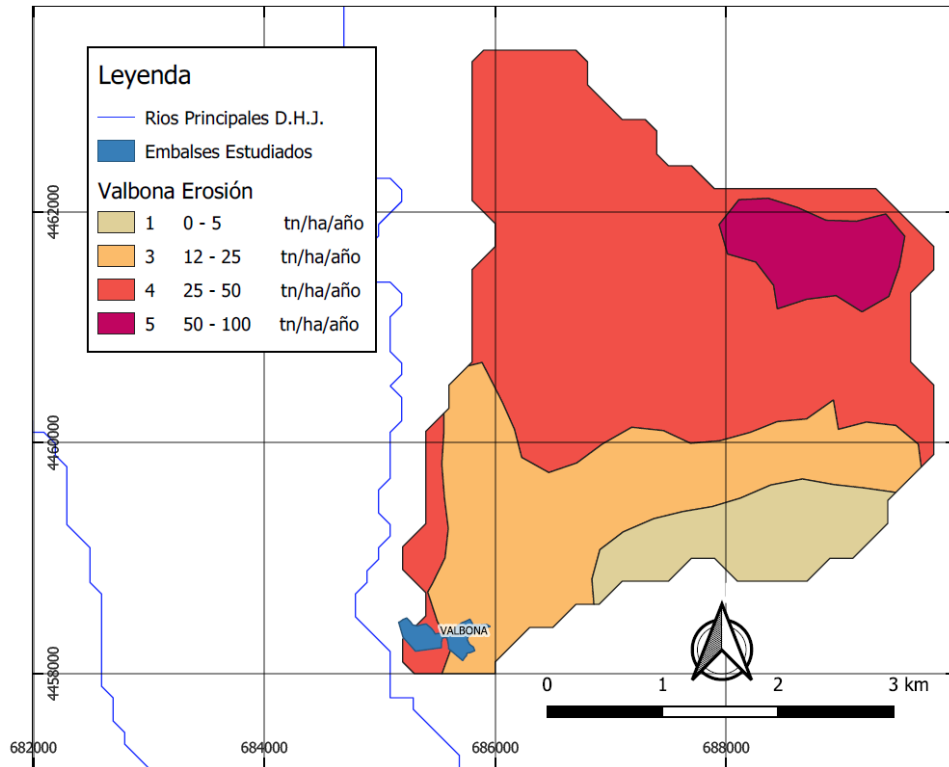 Leyenda
Rios Principales D.H.J.
Embalses Estudiados
Valbona Erosión
1 0 - 5 tn/ha/año
3 12 - 25 tn/ha/año
4 25 - 50 tn/ha/año
5 50 - 100 tn/ha/año
4462000
4460000
4458000
VALBONA
0 1 2 3 km
682000 684000 686000 688000